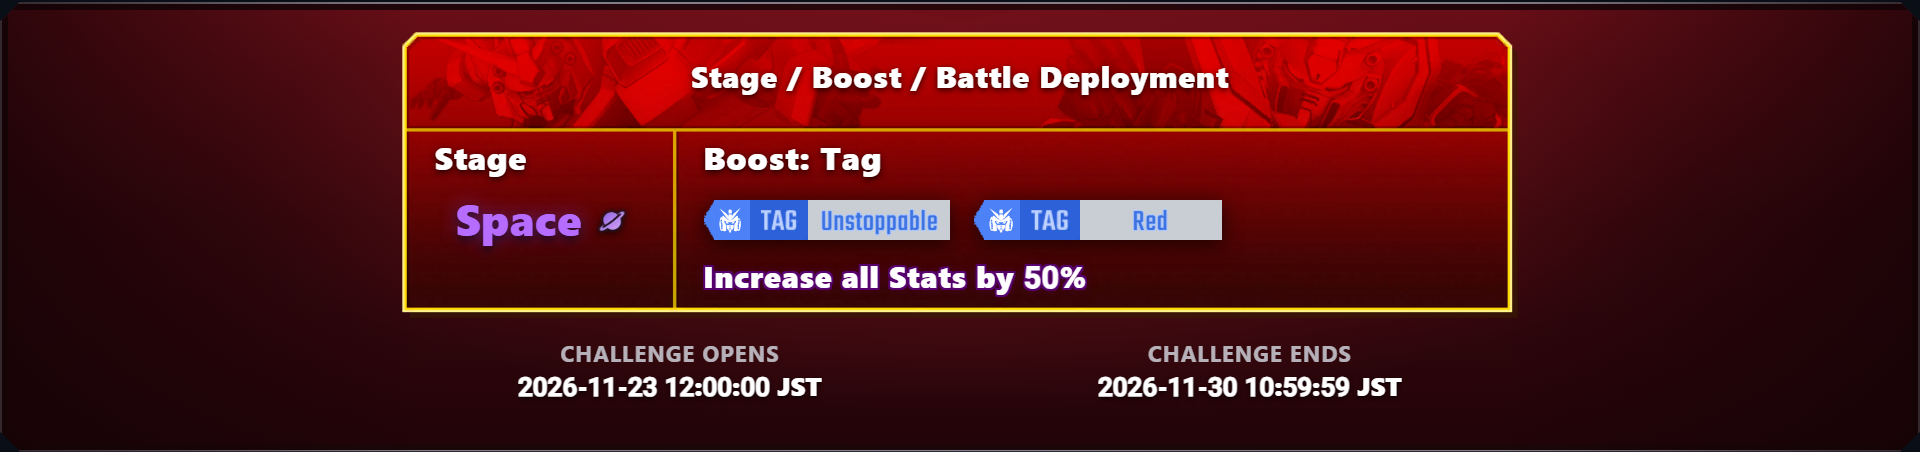 Stage / Boost / Battle Deployment
Stage
Space
Boost: Tag
TAG Unstoppable TAG Red
Increase all Stats by 50%
CHALLENGE OPENS
2026-11-23 12:00:00 JST
CHALLENGE ENDS
2026-11-30 10:59:59 JST